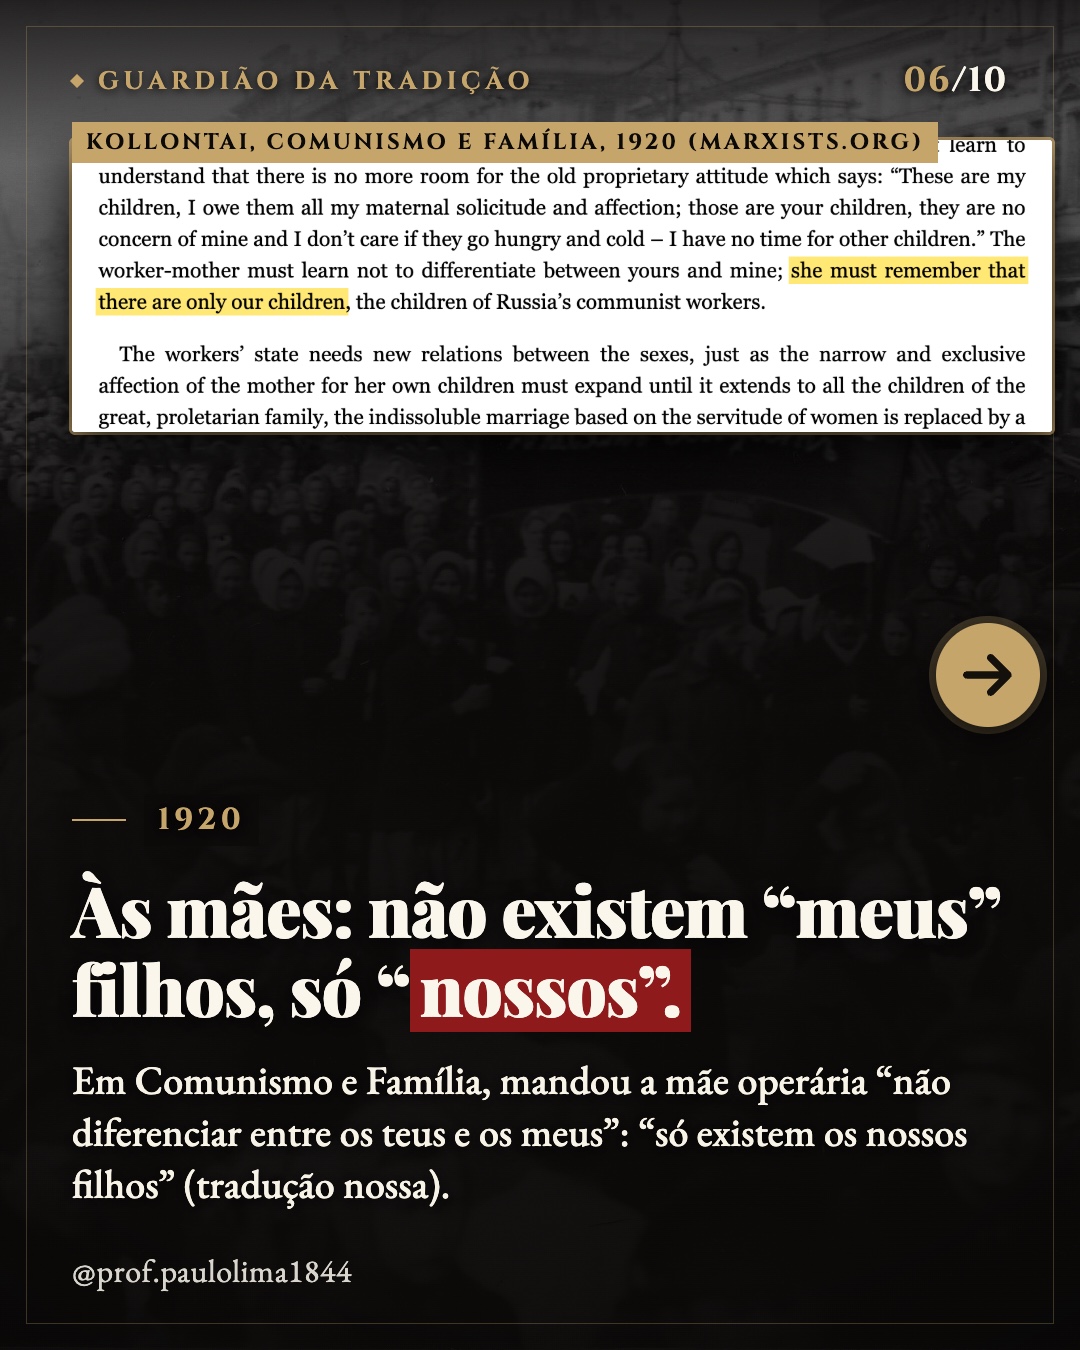 GUARDIÃO DA TRADIÇÃO
06/10
KOLLONTAI, COMUNISMO E FAMÍLIA, 1920 (MARXISTS.ORG)
learn to
understand that there is no more room for the old proprietary attitude which says: “These are my
children, I owe them all my maternal solicitude and affection; those are your children, they are no
concern of mine and I don’t care if they go hungry and cold – I have no time for other children.” The
worker-mother must learn not to differentiate between yours and mine; she must remember that
there are only our children, the children of Russia’s communist workers.
The workers’ state needs new relations between the sexes, just as the narrow and exclusive
affection of the mother for her own children must expand until it extends to all the children of the
great, proletarian family, the indissoluble marriage based on the servitude of women is replaced by a
1920
Às mães: não existem “meus”
filhos, só “nossos”.
Em Comunismo e Família, mandou a mãe operária “não
diferenciar entre os teus e os meus”: “só existem os nossos
filhos” (tradução nossa).
@prof.paulolima1844